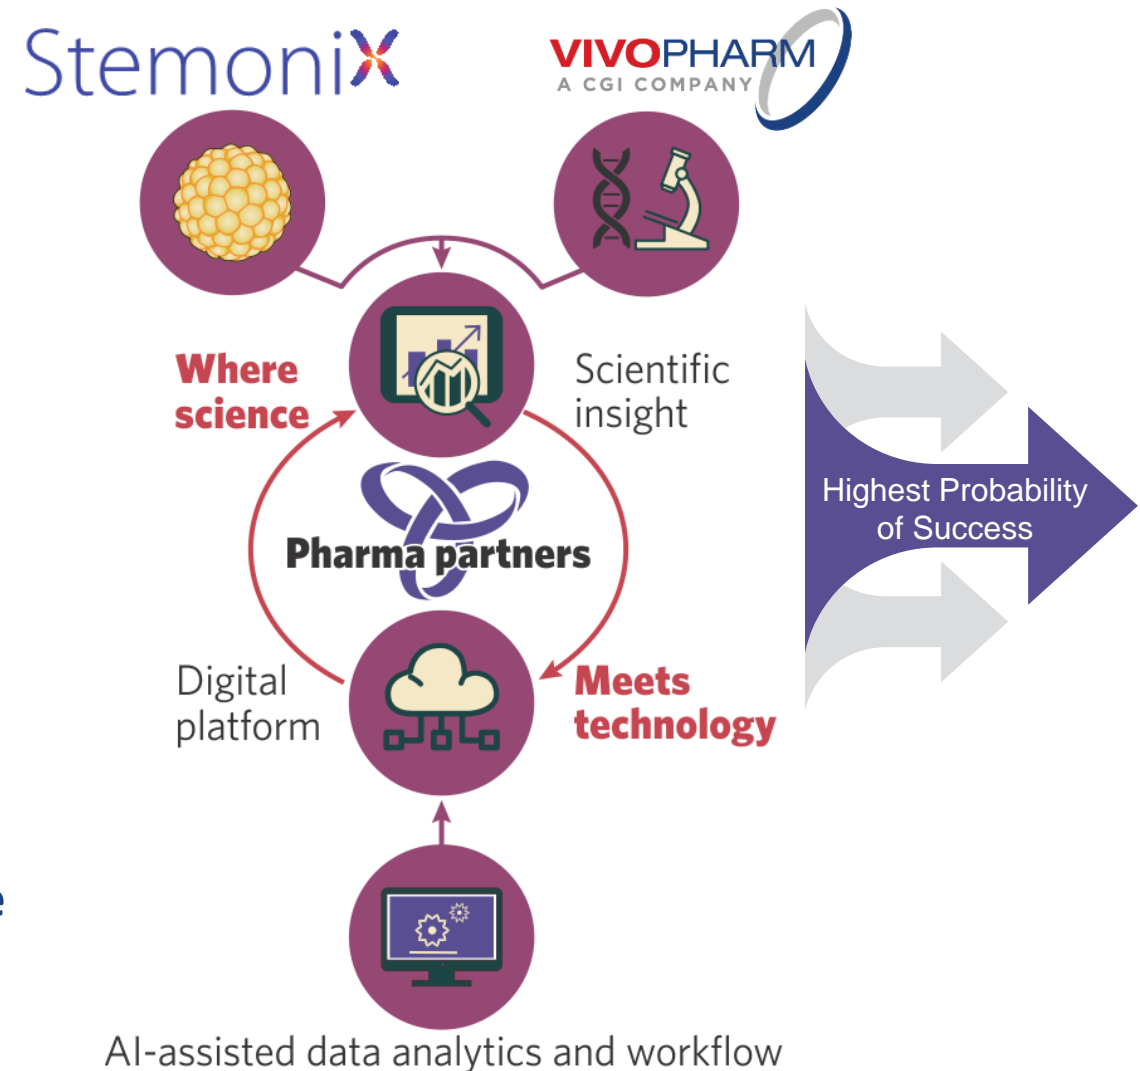 StemoniX
VIVOPHARM
A CGI COMPANY
Where
science
Scientific
insight
Pharma partners
Highest Probability
of Success
Digital
platform
Meets
technology
e
AI-assisted data analytics and workflow